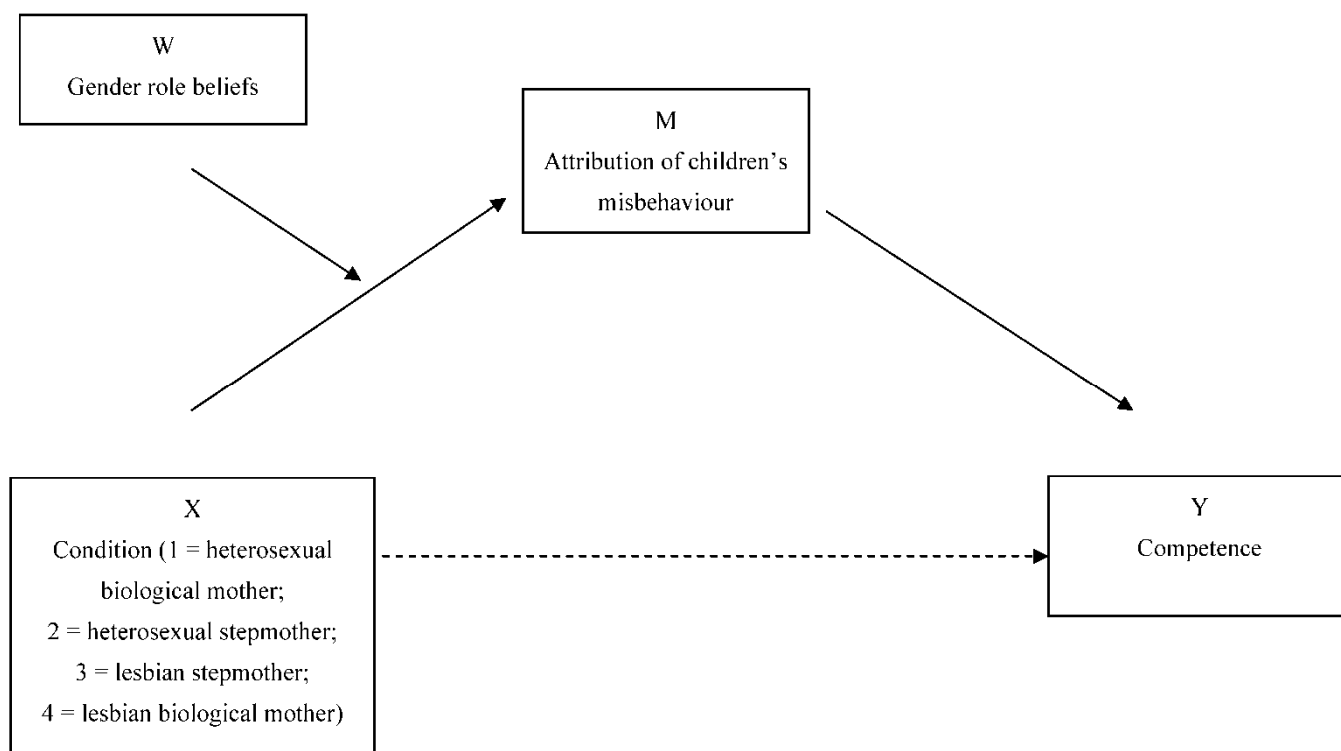 W
Gender role beliefs
M
Attribution of children's
misbehaviour
X
Condition (1 = heterosexual
biological mother;
2 = heterosexual stepmother;
3 = lesbian stepmother;
4 = lesbian biological mother)
Y
Competence